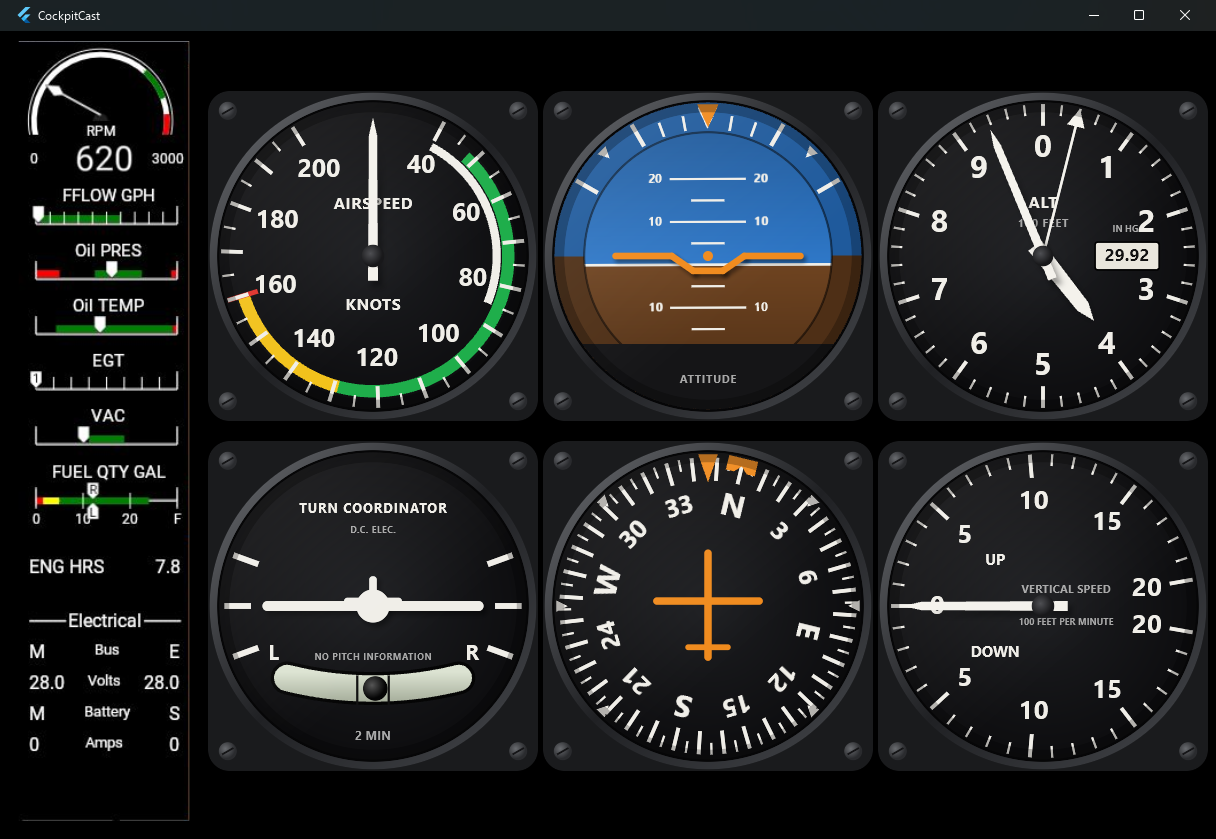 CockpitCast
RPM
0 620 3000
FFLOW GPH
Oil PRES
Oil TEMP
EGT
1
VAC
FUEL QTY GAL
R
L
0 10 20 F
ENG HRS 7.8
Electrical
M Bus E
28.0 Volts 28.0
M Battery S
0 Amps 0
40
60
80
100
120
140
160
180
200
AIRSPEED
KNOTS
20 20
10 10
10 10
ATTITUDE
0
1
2
3
4
5
6
7
8
9
ALT
100 FEET
IN HG
29.92
TURN COORDINATOR
D.C. ELEC.
L R
NO PITCH INFORMATION
2 MIN
N
3
6
E
12
15
S
21
24
W
30
33
10
5
15
UP
VERTICAL SPEED
20
0
100 FEET PER MINUTE
20
DOWN
5
15
10